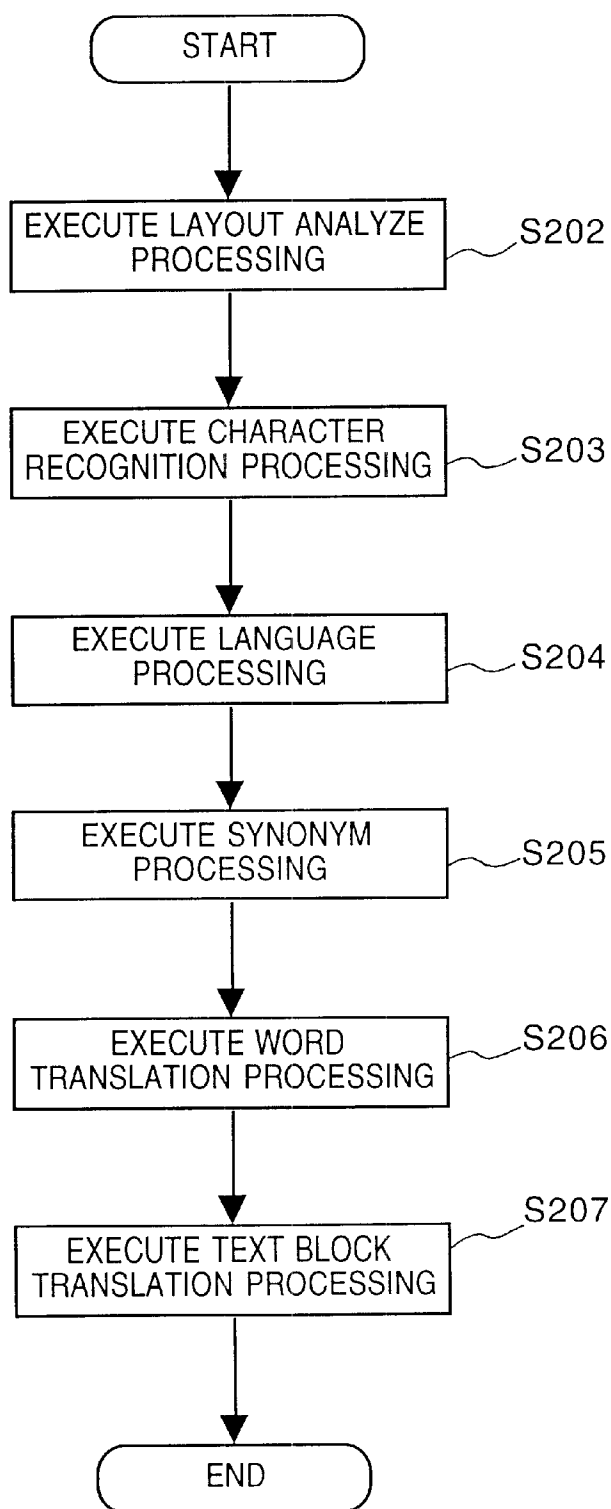 START
EXECUTE LAYOUT ANALYZE
PROCESSING
S202
EXECUTE CHARACTER
RECOGNITION PROCESSING
S203
EXECUTE LANGUAGE
PROCESSING
S204
EXECUTE SYNONYM
PROCESSING
S205
EXECUTE WORD
TRANSLATION PROCESSING
S206
EXECUTE TEXT BLOCK
TRANSLATION PROCESSING
S207
END